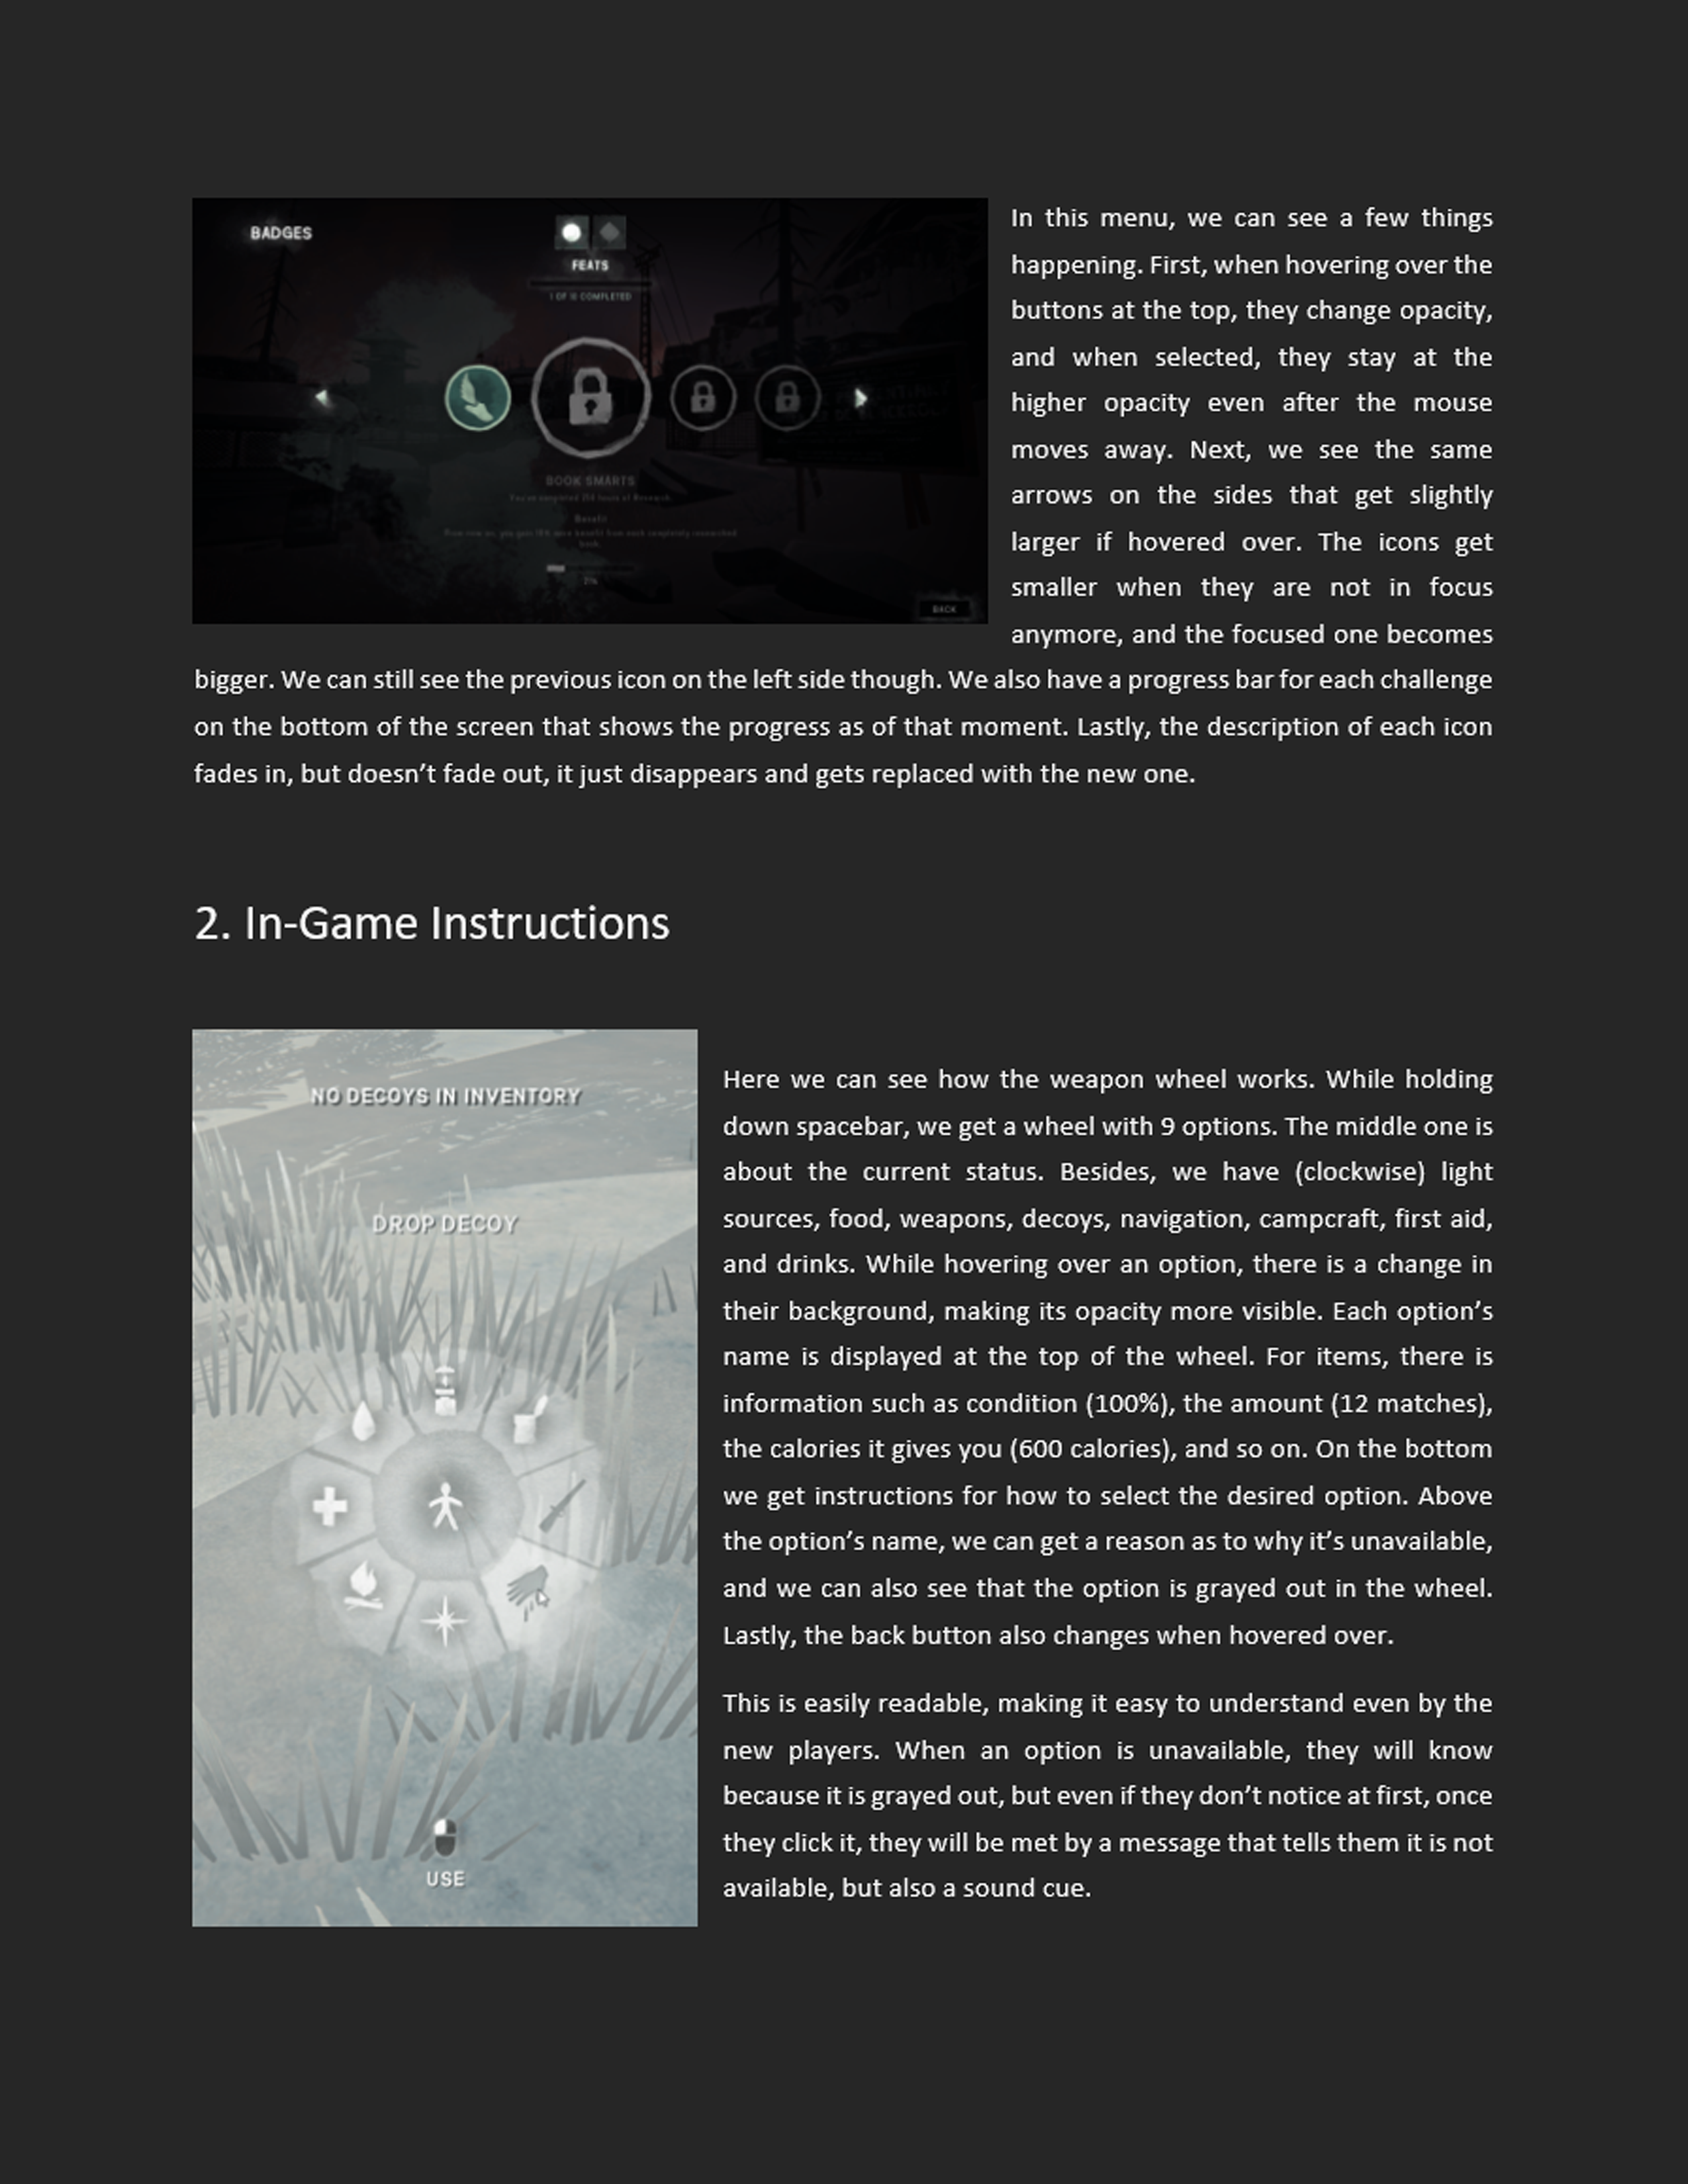 BADGES
FEATS
1 OF 10 COMPLETED
BOOK SMARTS
Benefit
book.
BACK
In this menu, we can see a few things
happening. First, when hovering over the
buttons at the top, they change opacity,
and when selected, they stay at the
higher opacity even after the mouse
moves away. Next, we see the same
arrows on the sides that get slightly
larger if hovered over. The icons get
smaller when they are not in focus
anymore, and the focused one becomes
bigger. We can still see the previous icon on the left side though. We also have a progress bar for each challenge
on the bottom of the screen that shows the progress as of that moment. Lastly, the description of each icon
fades in, but doesn’t fade out, it just disappears and gets replaced with the new one.
2. In-Game Instructions
NO DECOYS IN INVENTORY
DROP DECOY
USE
Here we can see how the weapon wheel works. While holding
down spacebar, we get a wheel with 9 options. The middle one is
about the current status. Besides, we have (clockwise) light
sources, food, weapons, decoys, navigation, campcraft, first aid,
and drinks. While hovering over an option, there is a change in
their background, making its opacity more visible. Each option’s
name is displayed at the top of the wheel. For items, there is
information such as condition (100%), the amount (12 matches),
the calories it gives you (600 calories), and so on. On the bottom
we get instructions for how to select the desired option. Above
the option’s name, we can get a reason as to why it’s unavailable,
and we can also see that the option is grayed out in the wheel.
Lastly, the back button also changes when hovered over.
This is easily readable, making it easy to understand even by the
new players. When an option is unavailable, they will know
because it is grayed out, but even if they don’t notice at first, once
they click it, they will be met by a message that tells them it is not
available, but also a sound cue.